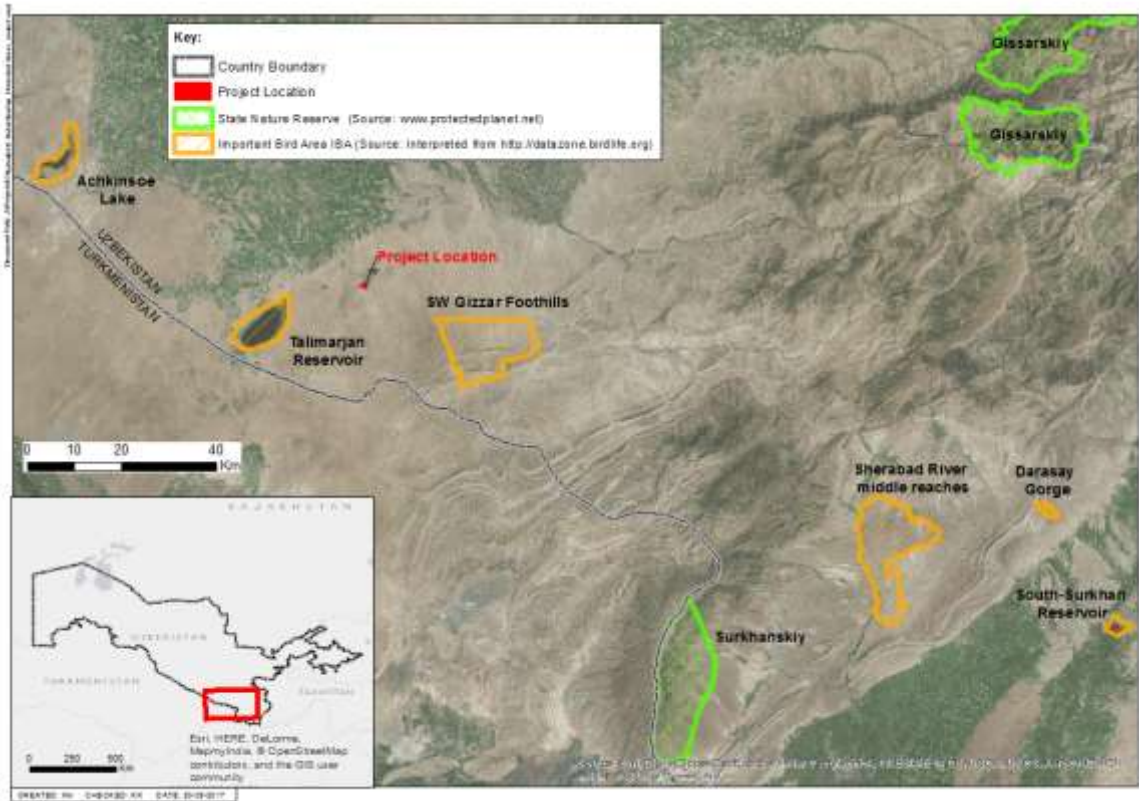 Key:
Country Boundary
Project Location
State Nature Reserve (Source: www.protectedplanet.net)
Important Bird Area IBA (Source: Interpreted from http://datazone.birdlife.org)
Gissarskiy
Gissarskiy
Achkinsoe
Lake
UZBEKISTAN
TURKMENISTAN
Project Location
SW Gizzar Foothills
Talimarjan
Reservoir
0 10 20 40
Km
Sherabad River
middle reaches
Darasay
Gorge
South-Surkhan
Reservoir
Surkhanskiy
KAZAKHSTAN
UZBEKISTAN
TURKMENISTAN
Esri, HERE, DeLorme,
MapmyIndia, © OpenStreetMap
contributors, and the GIS user
community
0 250 500
Km